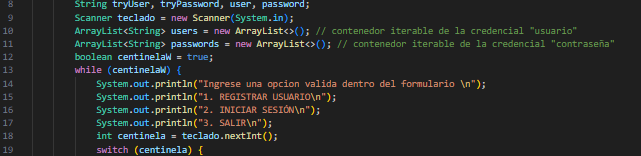 8 String tryUser, tryPassword, user, password;
9 Scanner teclado = new Scanner(System.in);
10 ArrayList<String> users = new ArrayList<>(); // contenedor iterable de la credencial "usuario"
11 ArrayList<String> passwords = new ArrayList<>(); // contenedor iterable de la credencial "contraseña"
12 boolean centinelaW = true;
13 while (centinelaW) {
14 System.out.println("Ingrese una opcion valida dentro del formulario \n");
15 System.out.println("1. REGISTRAR USUARIO\n");
16 System.out.println("2. INICIAR SESIÓN\n");
17 System.out.println("3. SALIR\n");
18 int centinela = teclado.nextInt();
19 switch (centinela) {